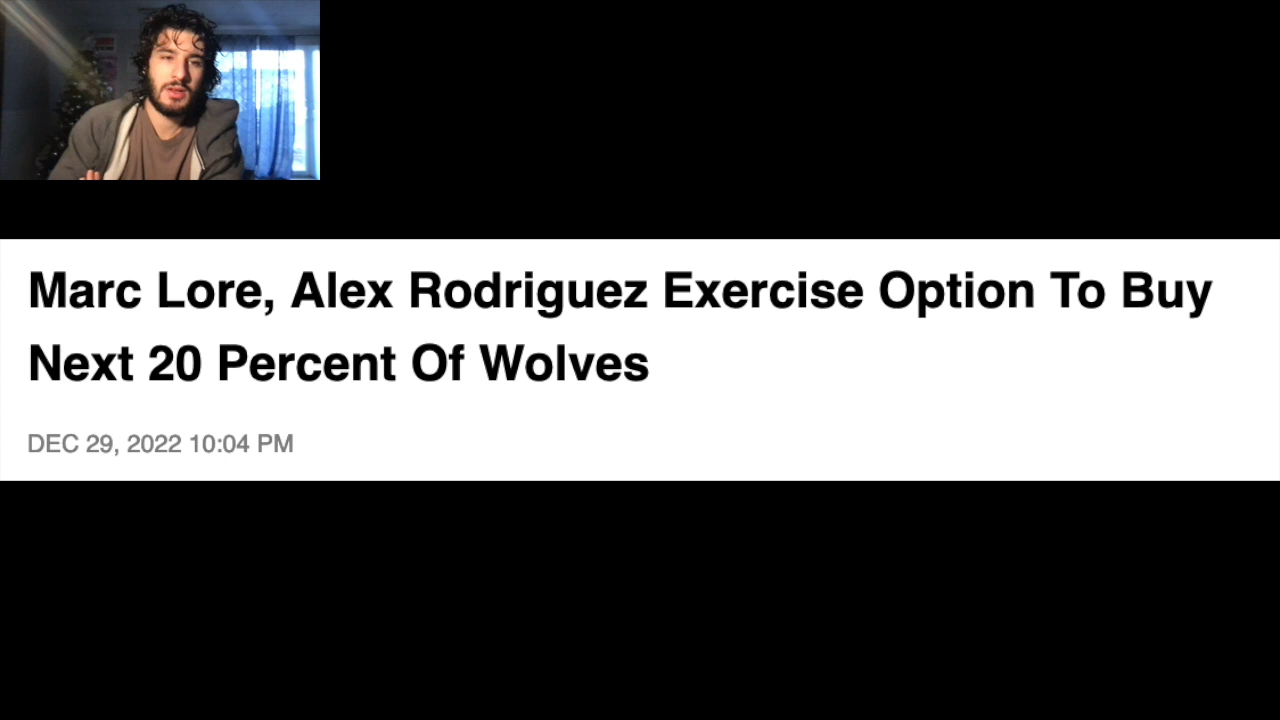 Marc Lore, Alex Rodriguez Exercise Option To Buy
Next 20 Percent Of Wolves
DEC 29, 2022 10:04 PM